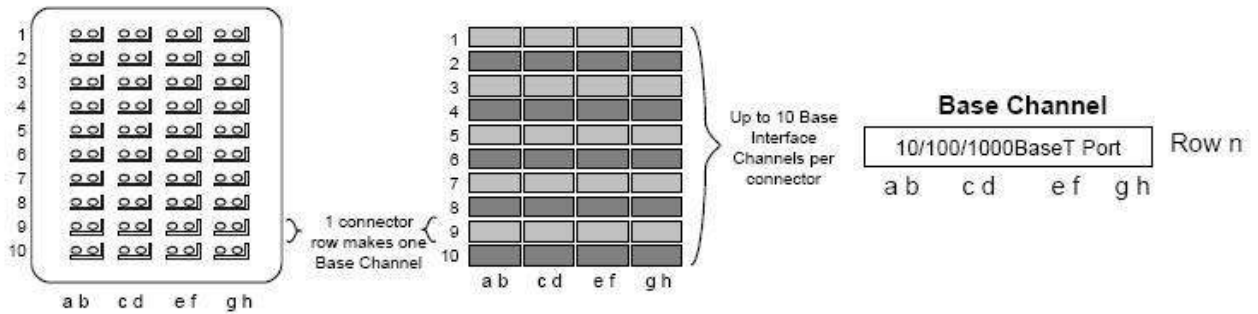 1
2
3
4
5
6
7
8
9
10
a b c d e f g h
1 connector
row makes one
Base Channel
1
2
3
4
5
6
7
8
9
10
a b c d e f g h
Up to 10 Base
Interface
Channels per
connector
Base Channel
10/100/1000BaseT Port
Row n
a b c d e f g h